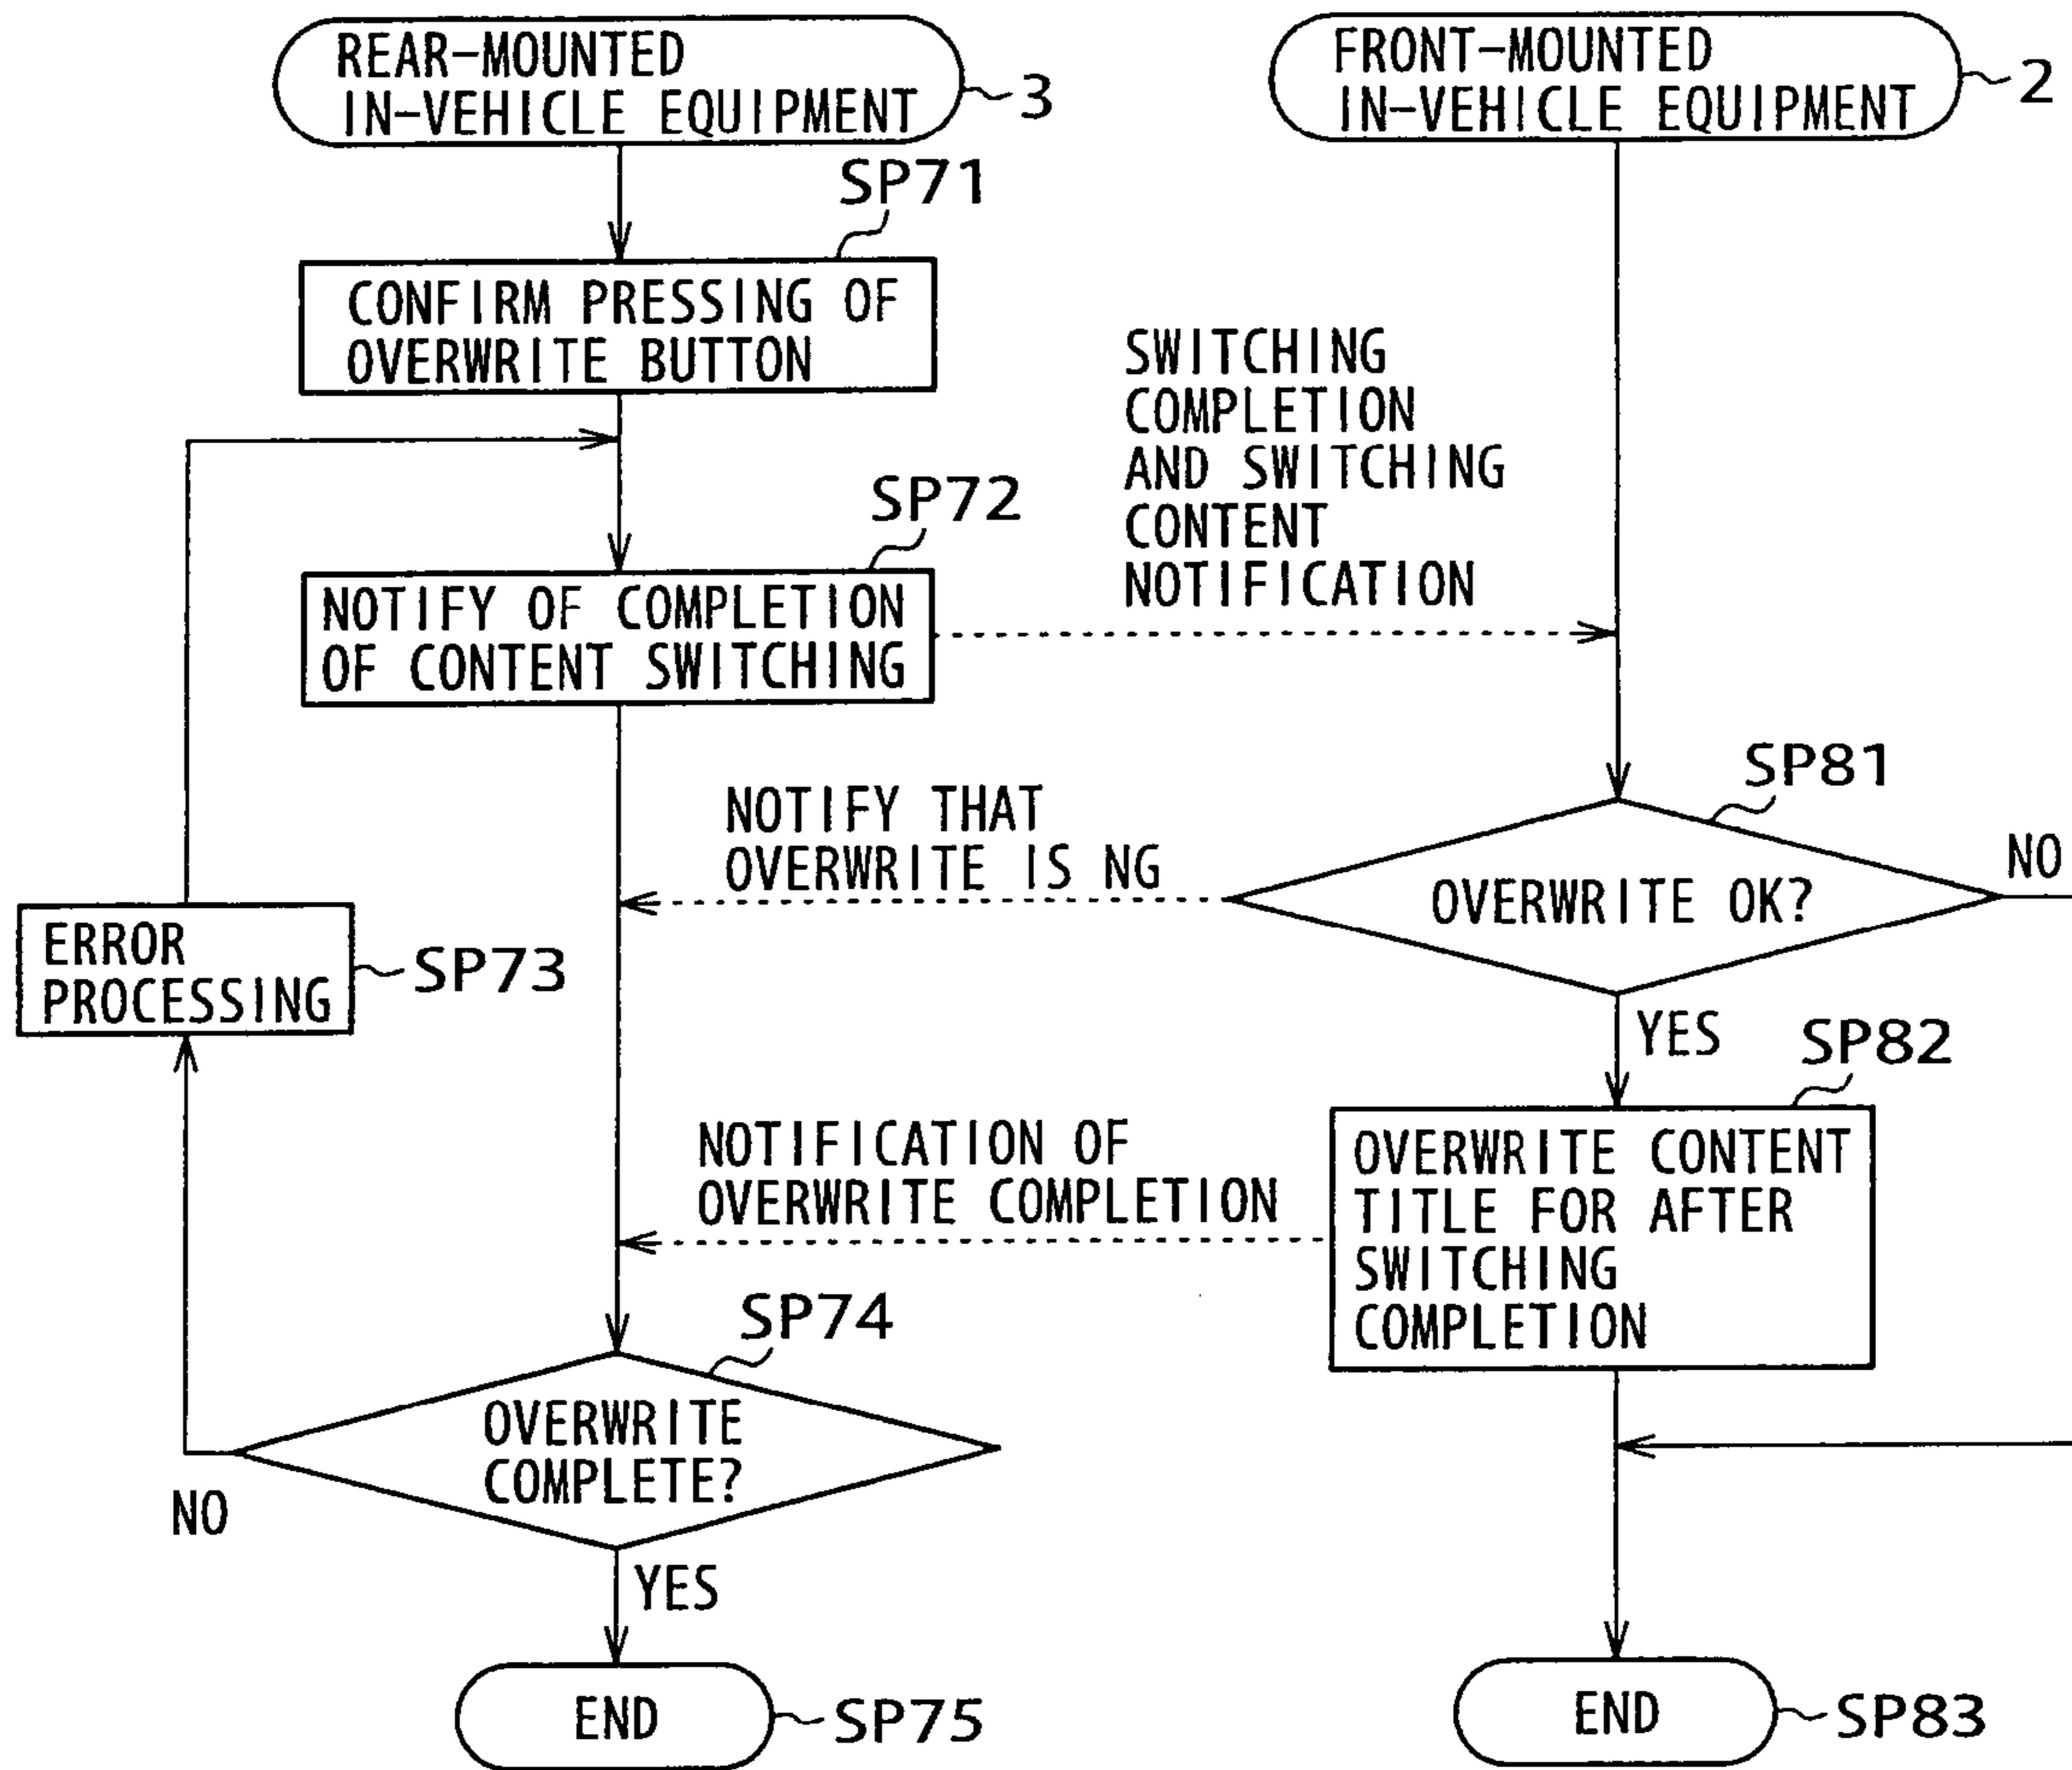 REAR-MOUNTED
IN-VEHICLE EQUIPMENT
3
FRONT-MOUNTED
IN-VEHICLE EQUIPMENT
2
SP71
CONFIRM PRESSING OF
OVERWRITE BUTTON
SWITCHING
COMPLETION
AND SWITCHING
CONTENT
NOTIFICATION
SP72
NOTIFY OF COMPLETION
OF CONTENT SWITCHING
SP81
NOTIFY THAT
OVERWRITE IS NG
OVERWRITE OK?
NO
ERROR
PROCESSING
SP73
YES
SP82
NOTIFICATION OF
OVERWRITE COMPLETION
OVERWRITE CONTENT
TITLE FOR AFTER
SWITCHING
COMPLETION
SP74
OVERWRITE
COMPLETE?
NO
YES
END
SP75
END
SP83